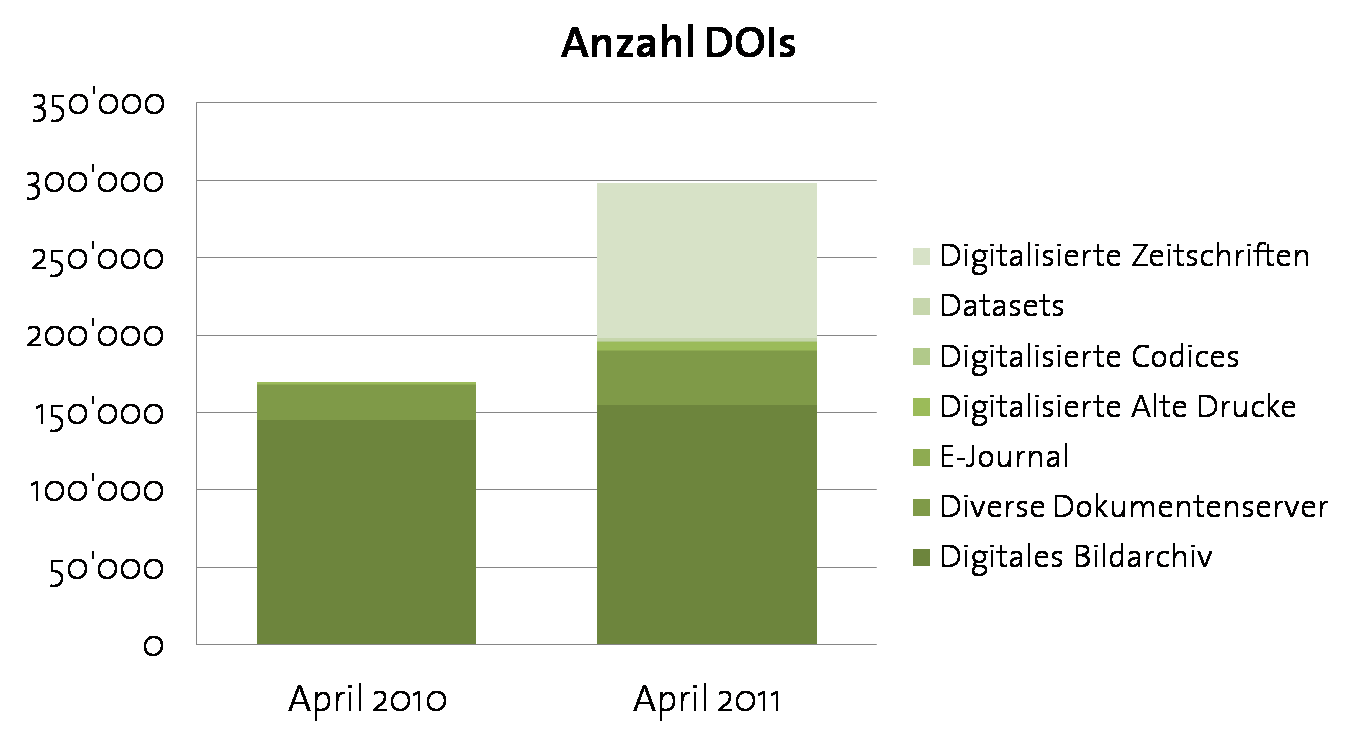 Anzahl DOIs
350'000
300'000
250'000
200'000
150'000
100'000
50'000
0
April 2010
April 2011
Digitalisierte Zeitschriften
Datasets
Digitalisierte Codices
Digitalisierte Alte Drucke
E-Journal
Diverse Dokumentenserver
Digitales Bildarchiv